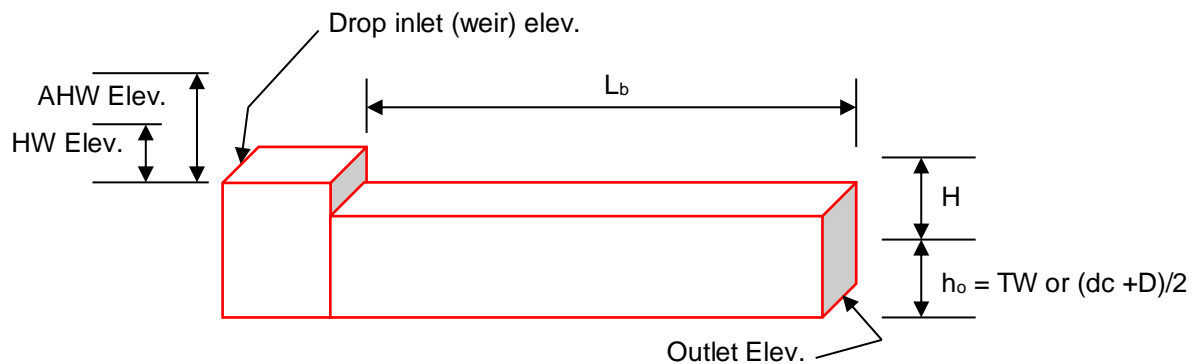 Drop inlet (weir) elev.
AHW Elev.
HW Elev.
Lb
H
ho = TW or (dc +D)/2
Outlet Elev.